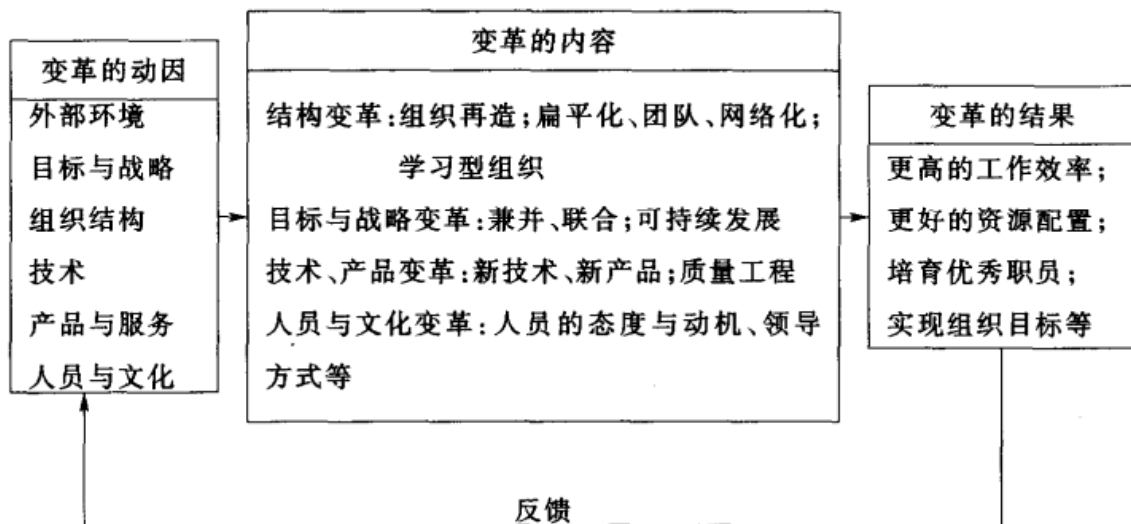 变革的动因
外部环境
目标与战略
组织结构
技术
产品与服务
人员与文化
变革的内容
结构变革:组织再造;扁平化、团队、网络化;
学习型组织
目标与战略变革:兼并、联合;可持续发展
技术、产品变革:新技术、新产品;质量工程
人员与文化变革:人员的态度与动机、领导
方式等
变革的结果
更高的工作效率;
更好的资源配置;
培育优秀职员;
实现组织目标等
反馈